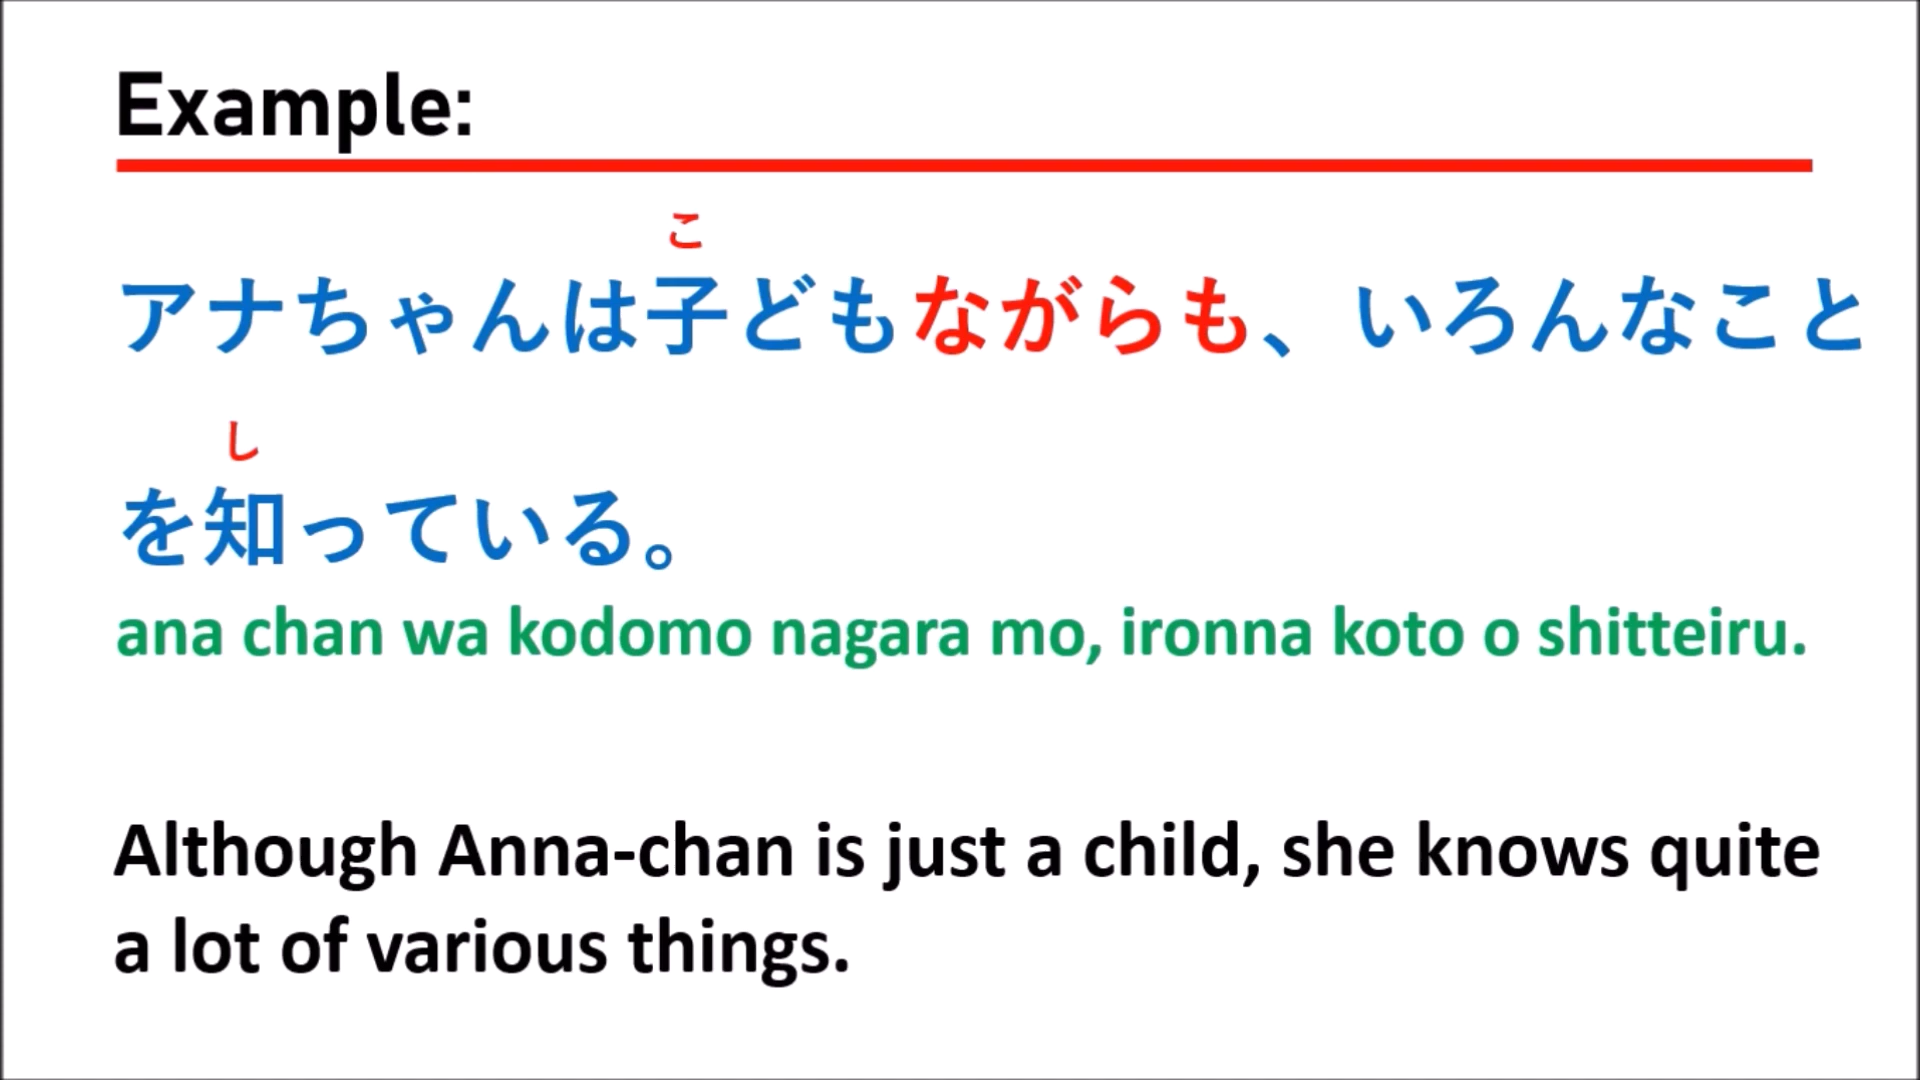 Example:
こ
アナちゃんは子どもながらも、いろんなこと
し
を知っている。
ana chan wa kodomo nagara mo, ironna koto o shitteiru.
Although Anna-chan is just a child, she knows quite
a lot of various things.